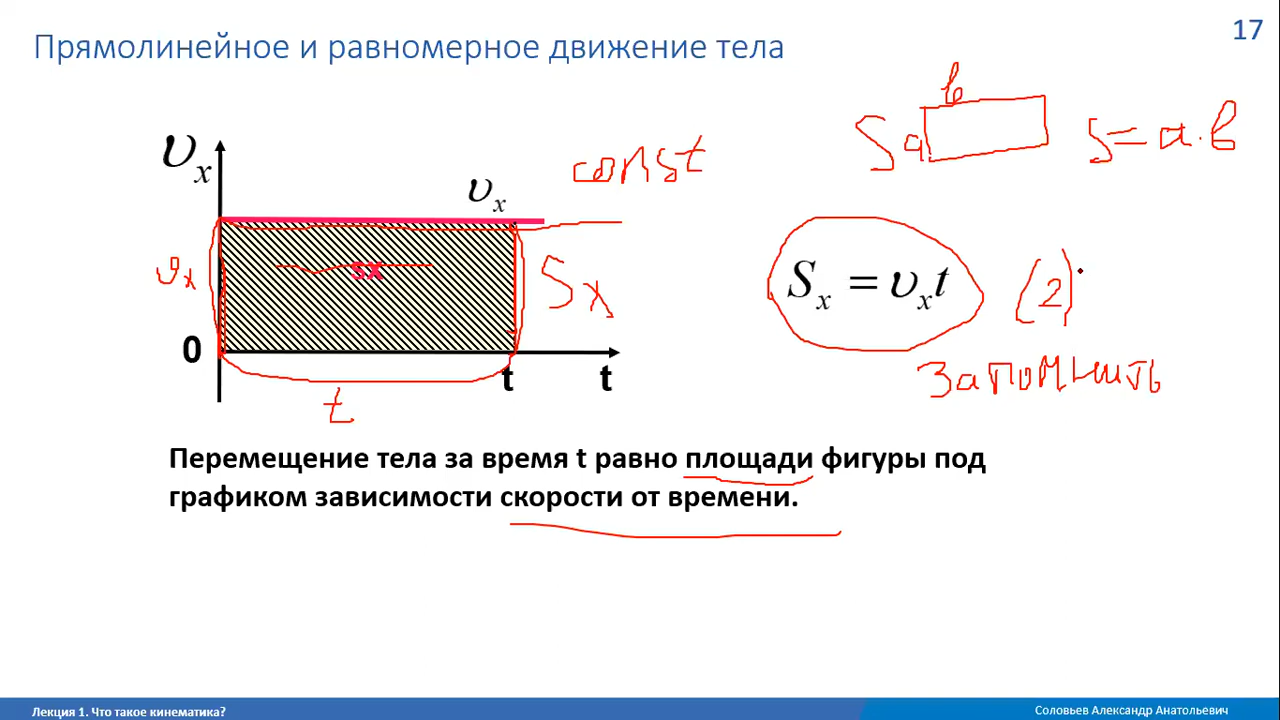 Прямолинейное и равномерное движение тела
17
в
S a S = a · в
const
υx
υx
υx
sx
Sx
Sx = υxt (2)
0
t t
t
Запомнить
Перемещение тела за время t равно площади фигуры под
графиком зависимости скорости от времени.
Лекция 1. Что такое кинематика?
Соловьев Александр Анатольевич